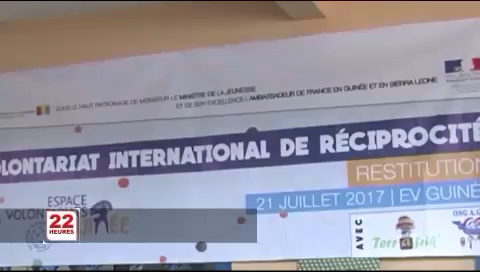 SOUS LE HAUT PATRONAGE DE MONSIEUR LE MINISTRE DE LA JEUNESSE
ET DE SON EXCELLENCE L'AMBASSADEUR DE FRANCE EN GUINÉE ET EN SIERRA LEONE
OLONTARIAT INTERNATIONAL DE RÉCIPROCITÉ
RESTITUTION
21 JUILLET 2017 | EV GUINÉ
ESPACE
VOLON
22
HEURES
AVEC
Terr
ONG A.G